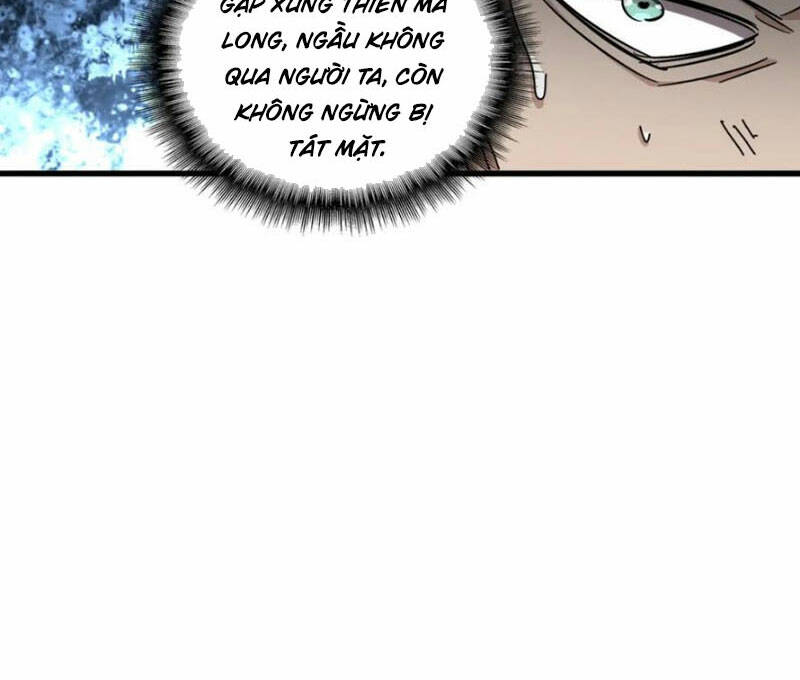 GẶP XUNG THIÊN MA
LONG, NGẦU KHÔNG
QUA NGƯỜI TA, CÒN
KHÔNG NGỪNG BỊ
TÁT MẶT.